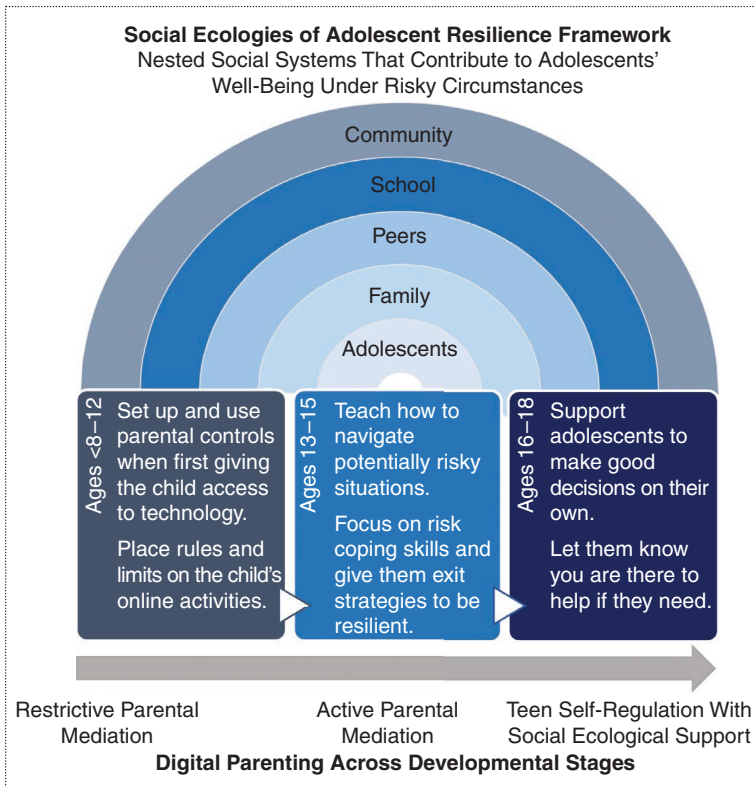 Social Ecologies of Adolescent Resilience Framework
Nested Social Systems That Contribute to Adolescents’
Well-Being Under Risky Circumstances
Community
School
Peers
Family
Adolescents
Ages <8–12
Set up and use
parental controls
when first giving
the child access
to technology.
Place rules and
limits on the child’s
online activities.
Ages 13–15
Teach how to
navigate
potentially risky
situations.
Focus on risk
coping skills and
give them exit
strategies to be
resilient.
Ages 16–18
Support
adolescents to
make good
decisions on their
own.
Let them know
you are there to
help if they need.
Restrictive Parental
Mediation
Active Parental
Mediation
Teen Self-Regulation With
Social Ecological Support
Digital Parenting Across Developmental Stages